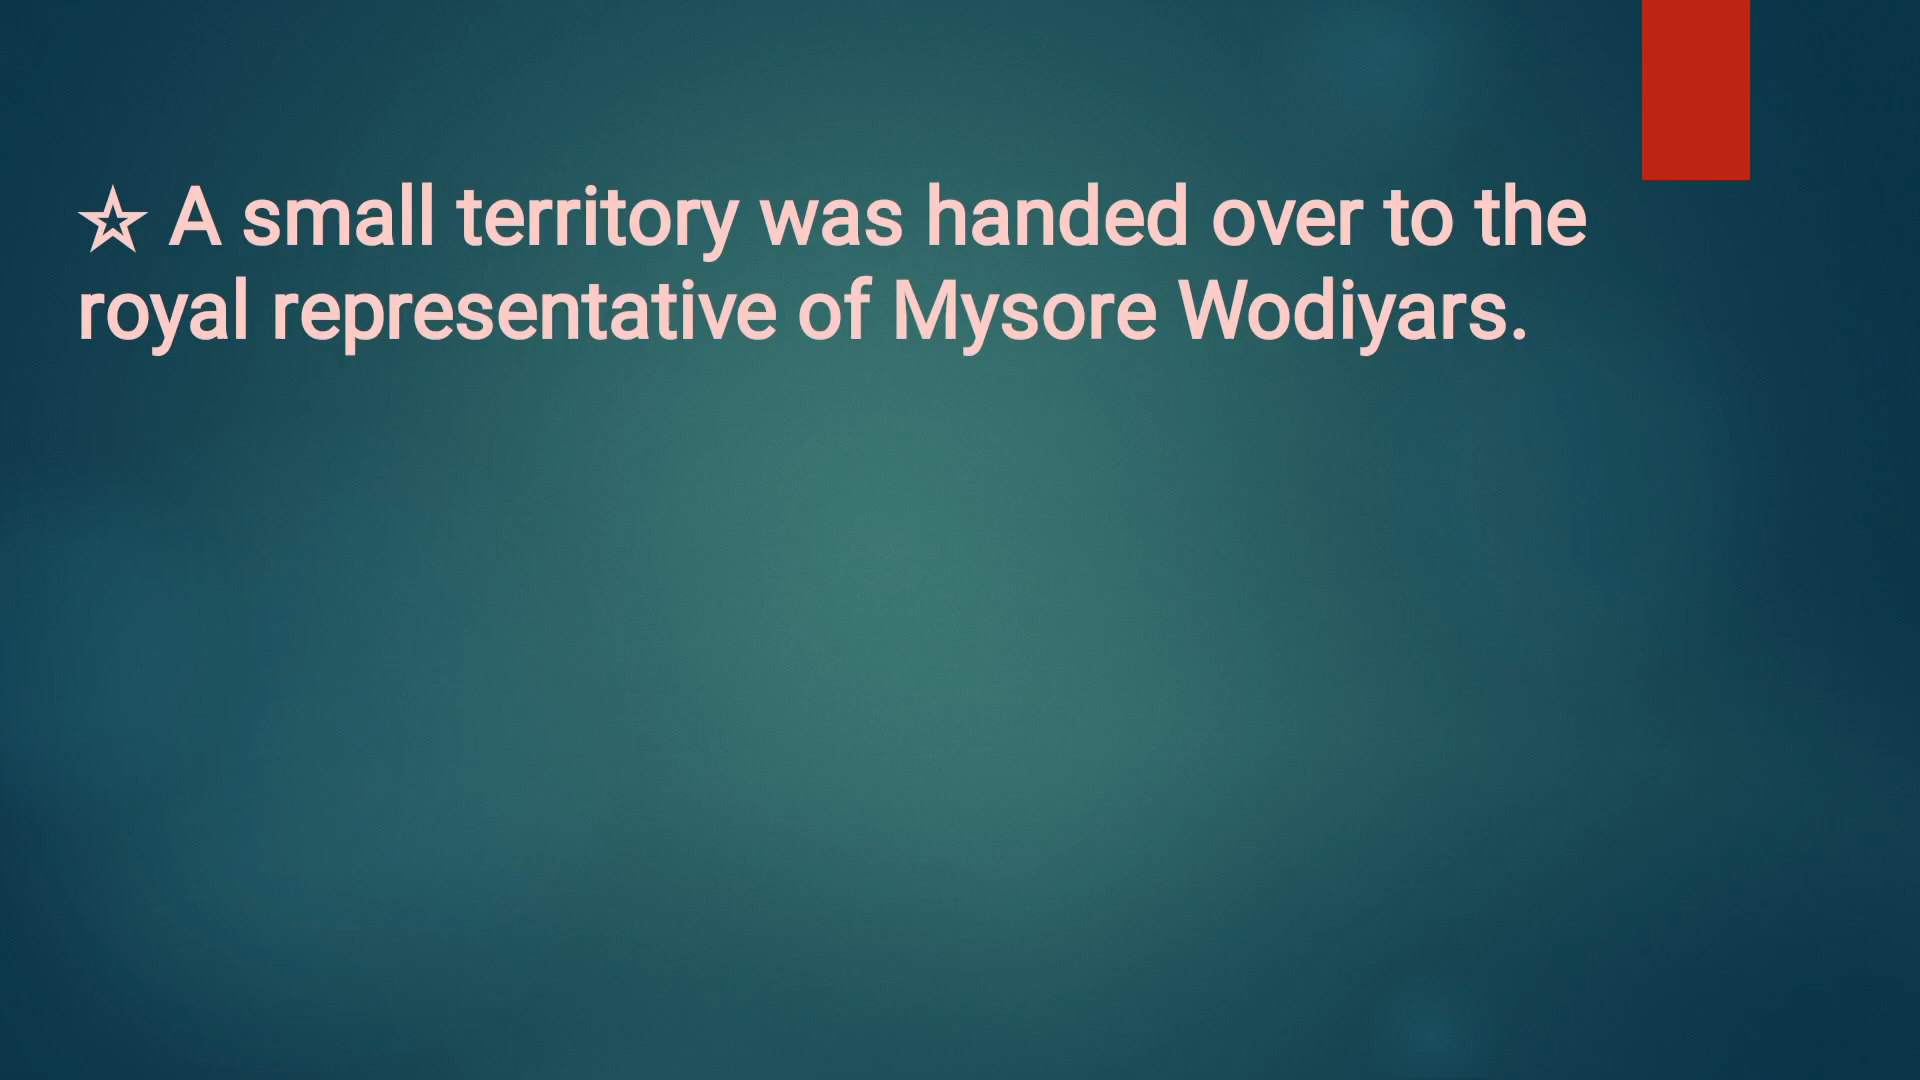 ☆ A small territory was handed over to the
royal representative of Mysore Wodiyars.